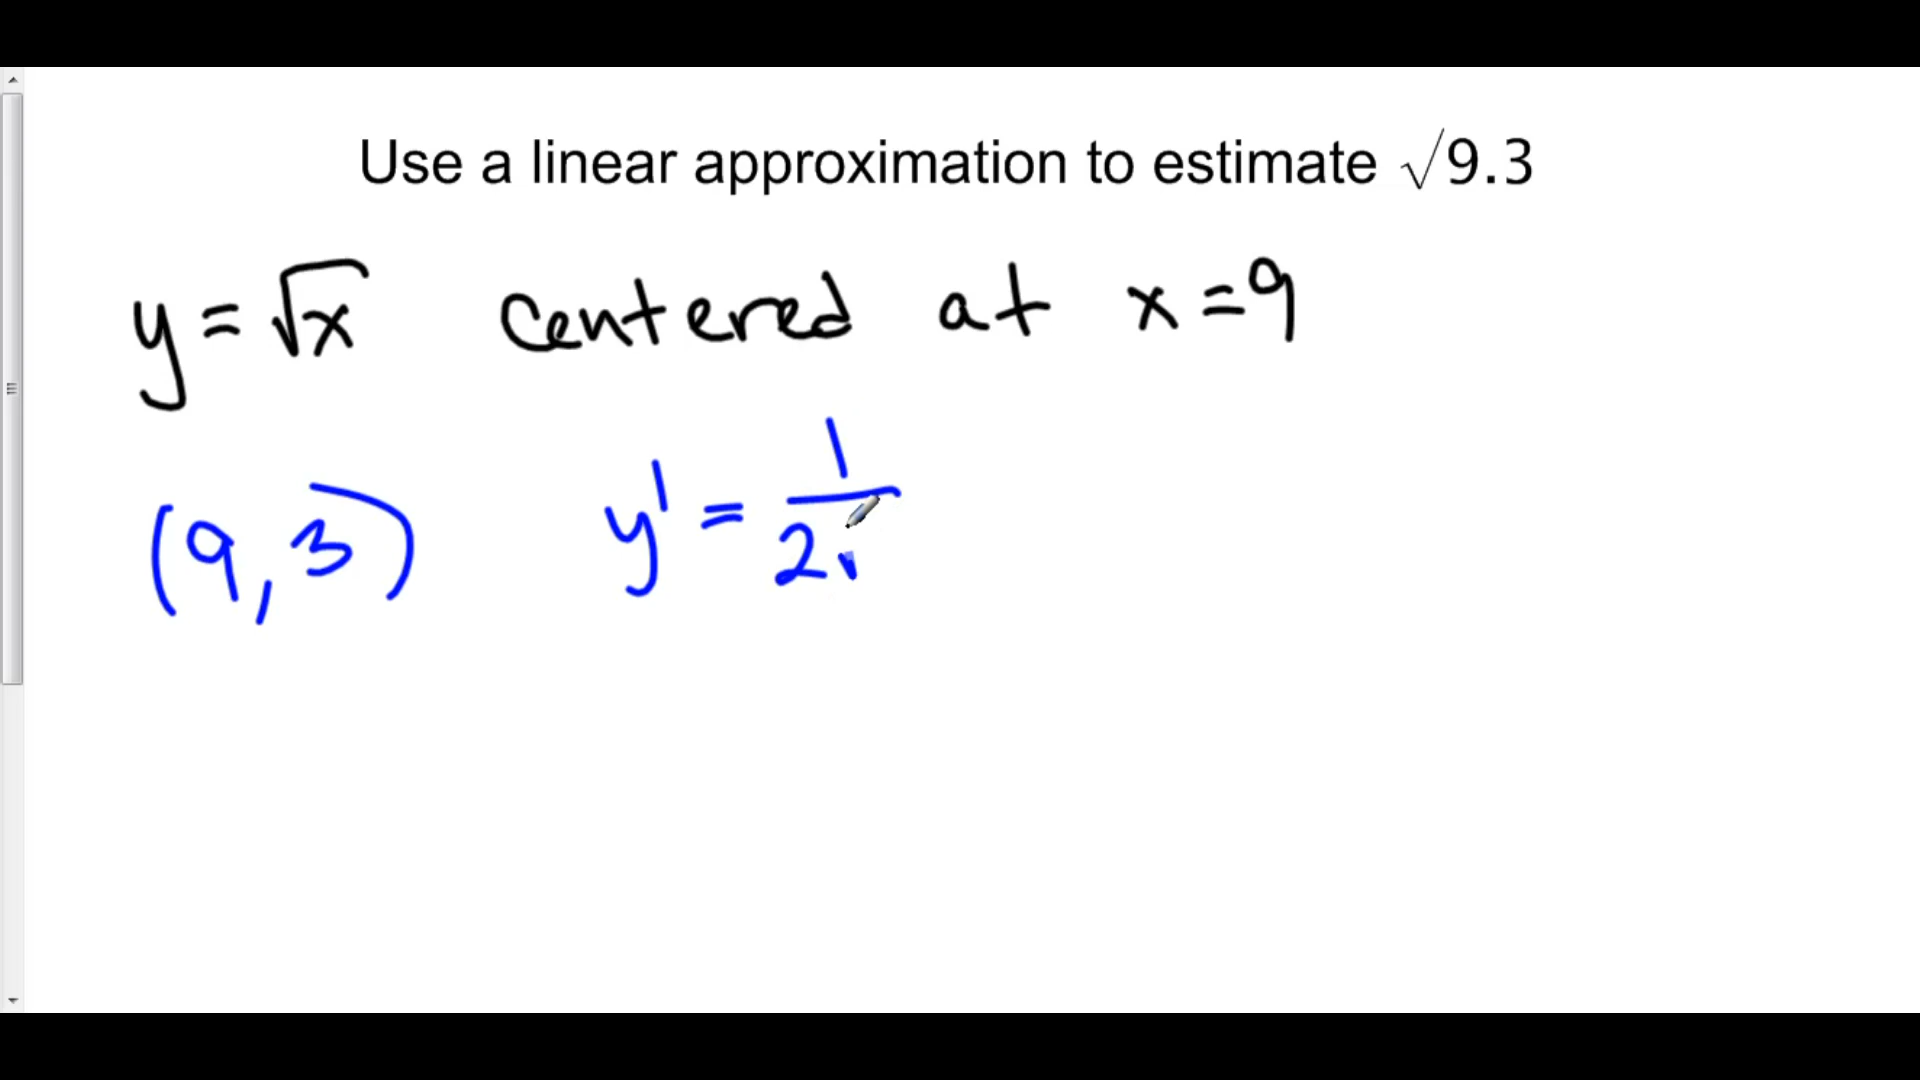 Use a linear approximation to estimate √9.3
y = √x centered at x = 9
(9, 3) y' = 1/2√